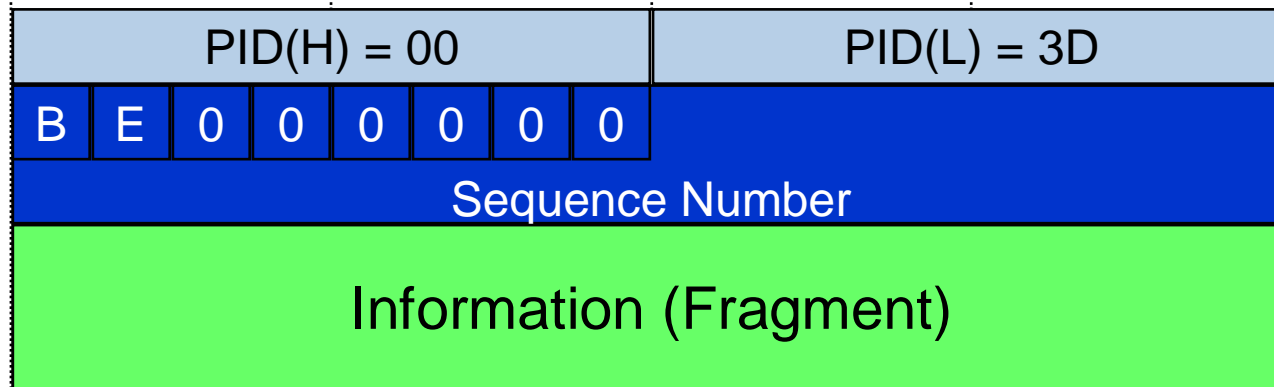 PID(H) = 00 PID(L) = 3D
B E 0 0 0 0 0 0
Sequence Number
Information (Fragment)